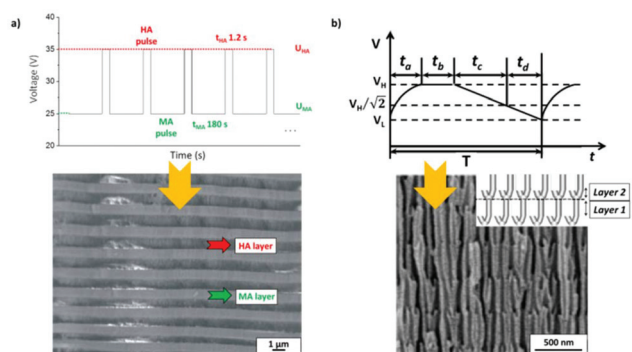 a)
40
35
30
25
20
Voltage (V)
HA
pulse
t_HA 1.2 s
U_HA
MA
pulse
t_MA 180 s
U_MA
...
Time (s)
HA layer
MA layer
1 µm
b)
V
t_a
t_b
t_c
t_d
V_H
V_H/√2
V_L
T
t
Layer 2
Layer 1
500 nm